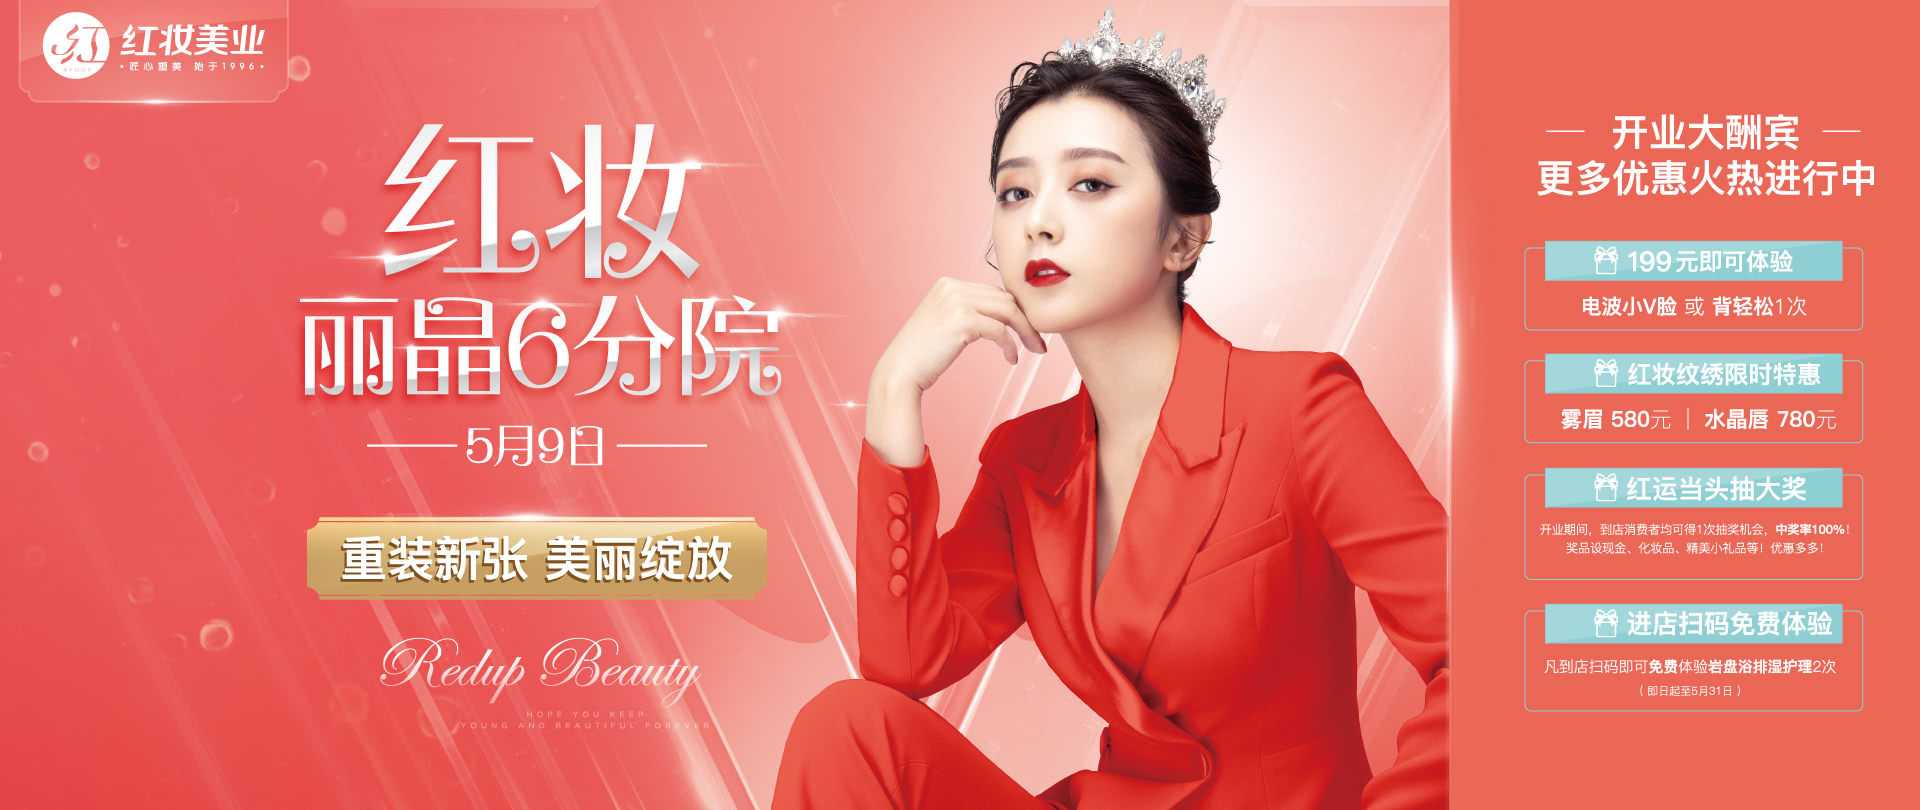 红妆美业
·匠心塑美 始于1996·
REDUP
红妆
丽晶6分院
5月9日
重装新张 美丽绽放
Redup Beauty
HOPE YOU KEEP
YOUNG AND BEAUTIFUL FOREVER
开业大酬宾
更多优惠火热进行中
199元即可体验
电波小V脸 或 背轻松1次
红妆纹绣限时特惠
雾眉 580元｜水晶唇 780元
红运当头抽大奖
开业期间，到店消费者均可得1次抽奖机会，中奖率100%！
奖品设现金、化妆品、精美小礼品等！优惠多多！
进店扫码免费体验
凡到店扫码即可免费体验岩盘浴排湿护理2次
（即日起至5月31日）